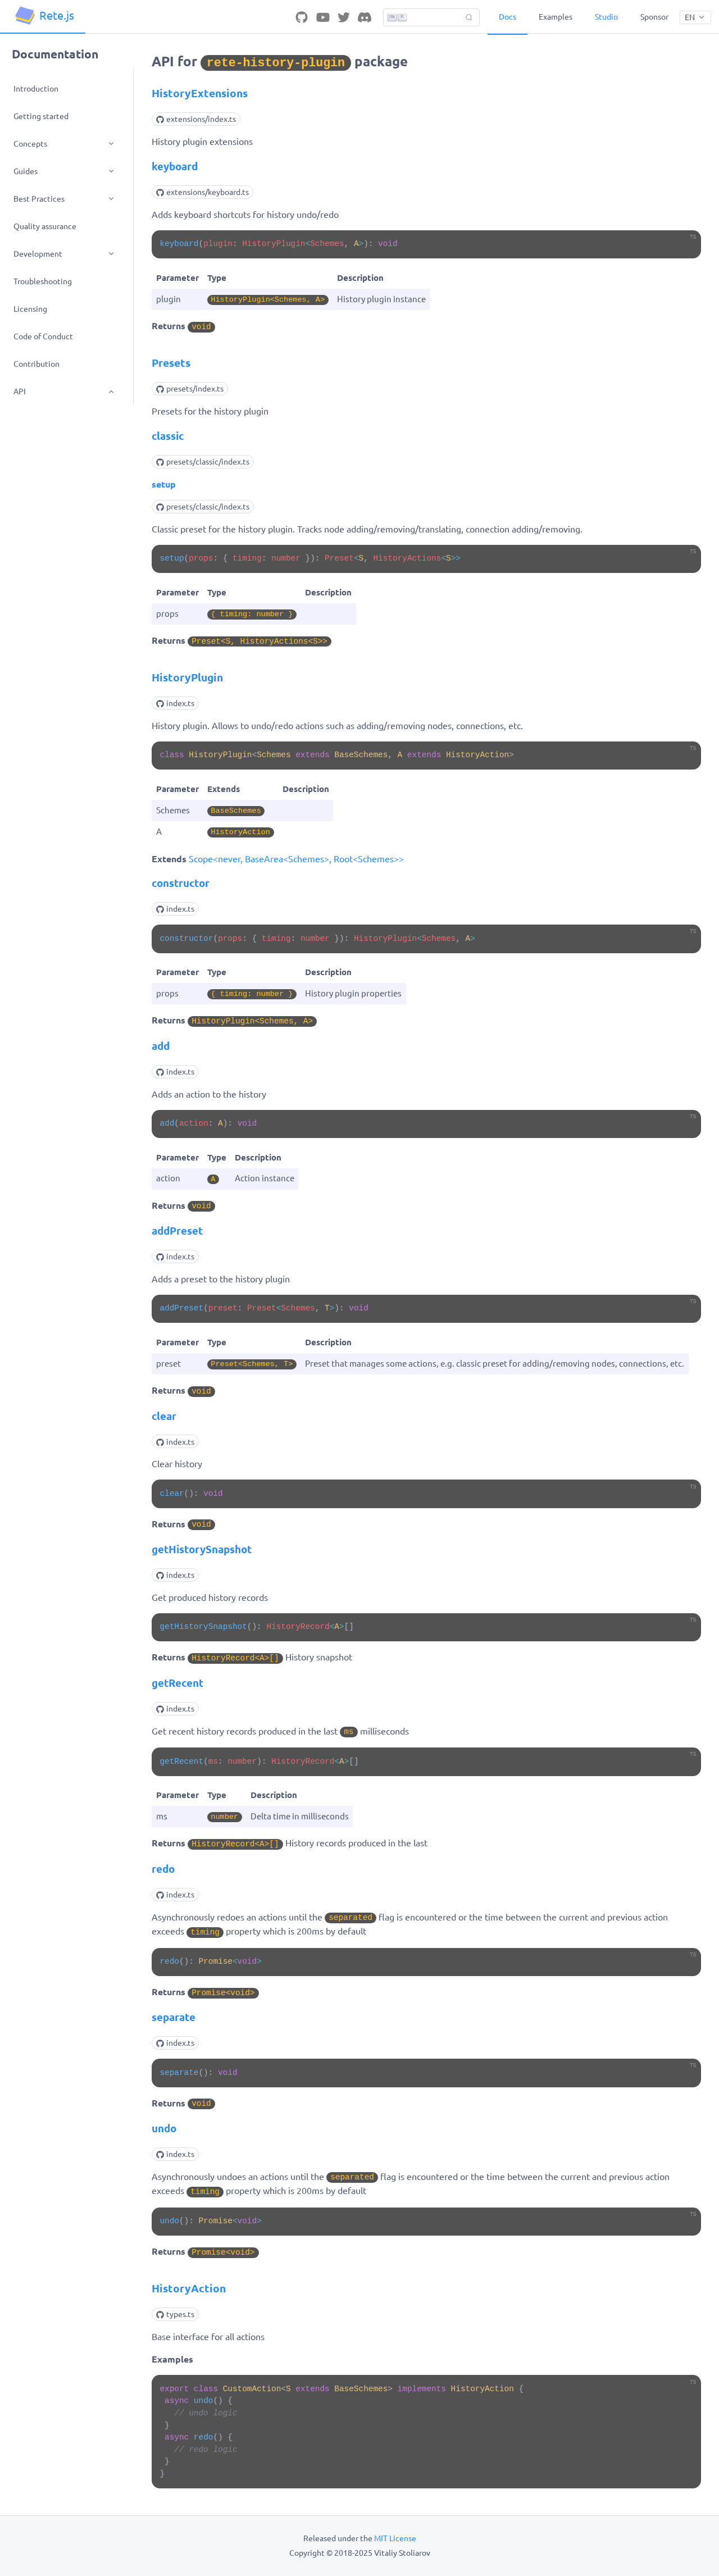 Rete.js
Docs
Examples
Studio
Sponsor
EN
Documentation
Introduction
Getting started
Concepts
Guides
Best Practices
Quality assurance
Development
Troubleshooting
Licensing
Code of Conduct
Contribution
API
API for rete-history-plugin package
HistoryExtensions
extensions/index.ts
History plugin extensions
keyboard
extensions/keyboard.ts
Adds keyboard shortcuts for history undo/redo
TS
keyboard(plugin: HistoryPlugin<Schemes, A>): void
Parameter Type Description
plugin HistoryPlugin<Schemes, A> History plugin instance
Returns void
Presets
presets/index.ts
Presets for the history plugin
classic
presets/classic/index.ts
setup
presets/classic/index.ts
Classic preset for the history plugin. Tracks node adding/removing/translating, connection adding/removing.
TS
setup(props: { timing: number }): Preset<S, HistoryActions<S>>
Parameter Type Description
props { timing: number }
Returns Preset<S, HistoryActions<S>>
HistoryPlugin
index.ts
History plugin. Allows to undo/redo actions such as adding/removing nodes, connections, etc.
TS
class HistoryPlugin<Schemes extends BaseSchemes, A extends HistoryAction>
Parameter Extends Description
Schemes BaseSchemes
A HistoryAction
Extends Scope<never, BaseArea<Schemes>, Root<Schemes>>
constructor
index.ts
TS
constructor(props: { timing: number }): HistoryPlugin<Schemes, A>
Parameter Type Description
props { timing: number } History plugin properties
Returns HistoryPlugin<Schemes, A>
add
index.ts
Adds an action to the history
TS
add(action: A): void
Parameter Type Description
action A Action instance
Returns void
addPreset
index.ts
Adds a preset to the history plugin
TS
addPreset(preset: Preset<Schemes, T>): void
Parameter Type Description
preset Preset<Schemes, T> Preset that manages some actions, e.g. classic preset for adding/removing nodes, connections, etc.
Returns void
clear
index.ts
Clear history
TS
clear(): void
Returns void
getHistorySnapshot
index.ts
Get produced history records
TS
getHistorySnapshot(): HistoryRecord<A>[]
Returns HistoryRecord<A>[] History snapshot
getRecent
index.ts
Get recent history records produced in the last ms milliseconds
TS
getRecent(ms: number): HistoryRecord<A>[]
Parameter Type Description
ms number Delta time in milliseconds
Returns HistoryRecord<A>[] History records produced in the last
redo
index.ts
Asynchronously redoes an actions until the separated flag is encountered or the time between the current and previous action
exceeds timing property which is 200ms by default
TS
redo(): Promise<void>
Returns Promise<void>
separate
index.ts
TS
separate(): void
Returns void
undo
index.ts
Asynchronously undoes an actions until the separated flag is encountered or the time between the current and previous action
exceeds timing property which is 200ms by default
TS
undo(): Promise<void>
Returns Promise<void>
HistoryAction
types.ts
Base interface for all actions
Examples
TS
export class CustomAction<S extends BaseSchemes> implements HistoryAction {
async undo() {
// undo logic
}
async redo() {
// redo logic
}
}
Released under the MIT License
Copyright © 2018-2025 Vitaliy Stoliarov